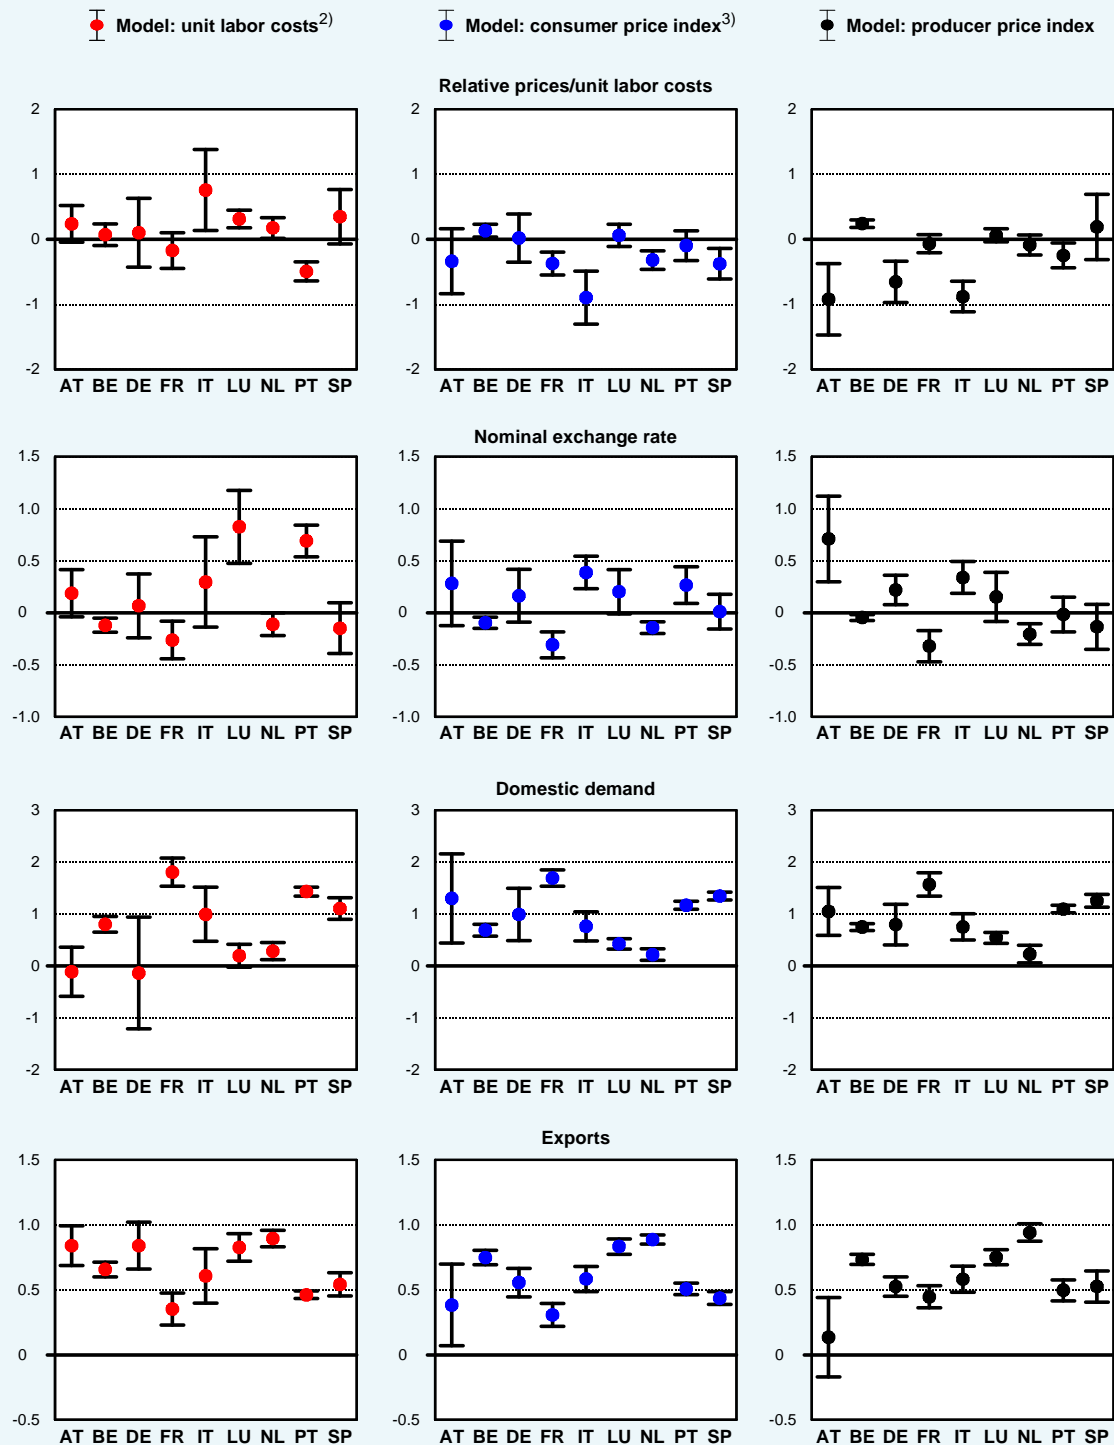 Model: unit labor costs2) Model: consumer price index3) Model: producer price index
Relative prices/unit labor costs
2 2 2
1 1 1
0 0 0
-1 -1 -1
-2 -2 -2
AT BE DE FR IT LU NL PT SP AT BE DE FR IT LU NL PT SP AT BE DE FR IT LU NL PT SP
Nominal exchange rate
1.5 1.5 1.5
1.0 1.0 1.0
0.5 0.5 0.5
0 0 0
-0.5 -0.5 -0.5
-1.0 -1.0 -1.0
AT BE DE FR IT LU NL PT SP AT BE DE FR IT LU NL PT SP AT BE DE FR IT LU NL PT SP
Domestic demand
3 3 3
2 2 2
1 1 1
0 0 0
-1 -1 -1
-2 -2 -2
AT BE DE FR IT LU NL PT SP AT BE DE FR IT LU NL PT SP AT BE DE FR IT LU NL PT SP
Exports
1.5 1.5 1.5
1.0 1.0 1.0
0.5 0.5 0.5
0 0 0
-0.5 -0.5 -0.5
AT BE DE FR IT LU NL PT SP AT BE DE FR IT LU NL PT SP AT BE DE FR IT LU NL PT SP